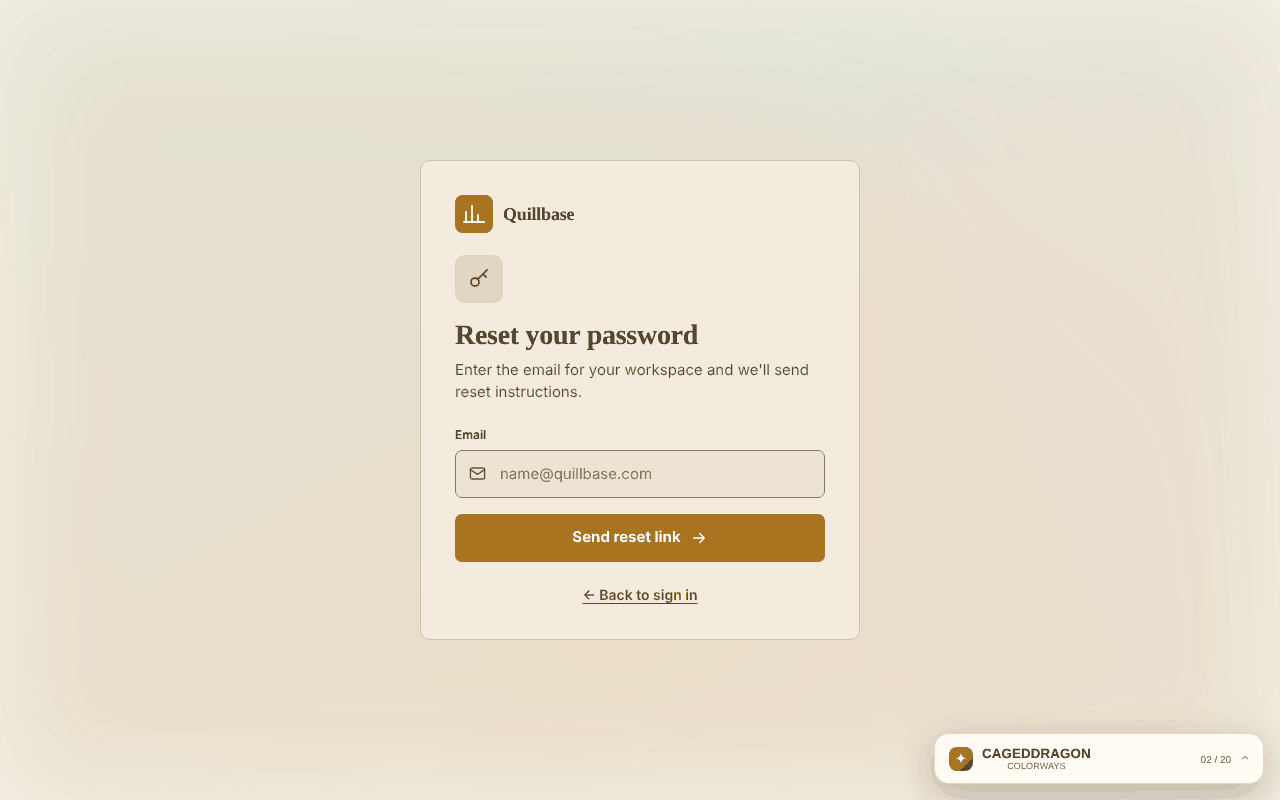 Quillbase
Reset your password
Enter the email for your workspace and we'll send
reset instructions.
Email
name@quillbase.com
Send reset link →
← Back to sign in
CAGEDDRAGON
COLORWAYS
02 / 20